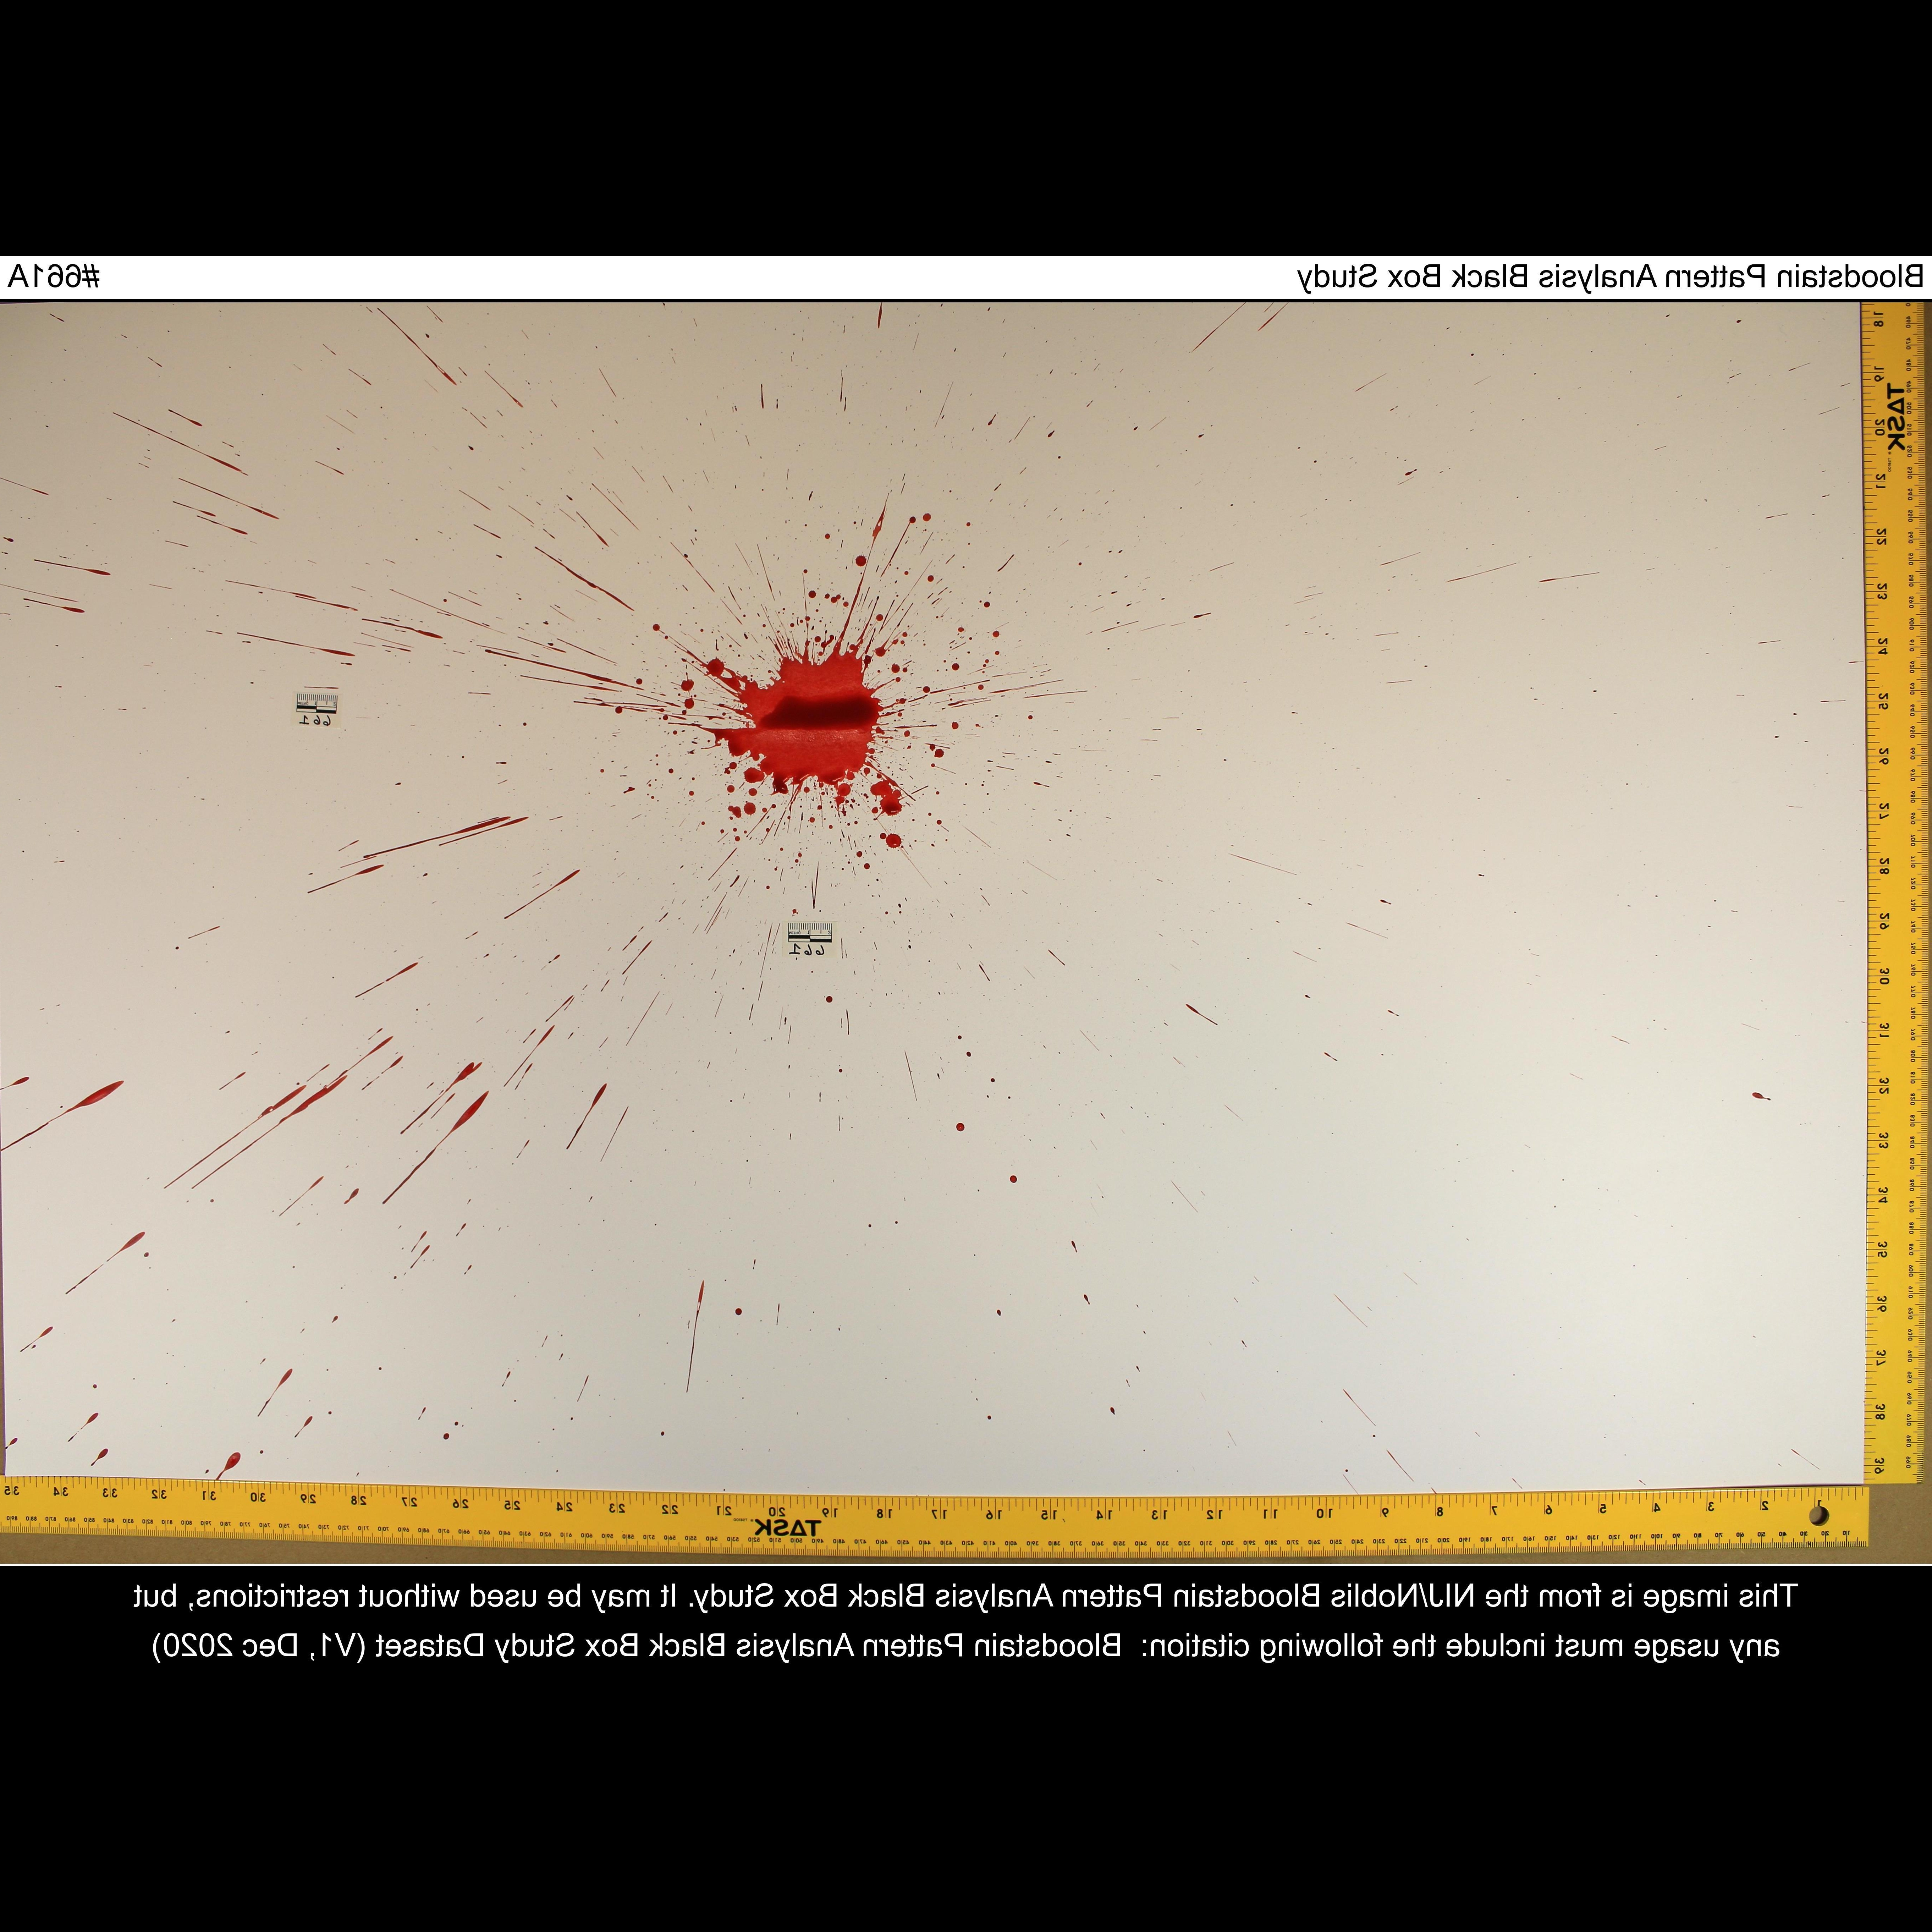 Bloodstain Pattern Analysis Black Box Study #661A
TASK
661
661
TASK
18 19 20 21 22 23 24 25 26 27 28 29 30 31 32 33 34 35 36 37 38 39
1 2 3 4 5 6 7 8 9 10 11 12 13 14 15 16 17 18 19 20 21 22 23 24 25 26 27 28 29 30 31 32 33 34 35
This image is from the NIJ/Noblis Bloodstain Pattern Analysis Black Box Study. It may be used without restrictions, but
any usage must include the following citation: Bloodstain Pattern Analysis Black Box Study Dataset (V1, Dec 2020)